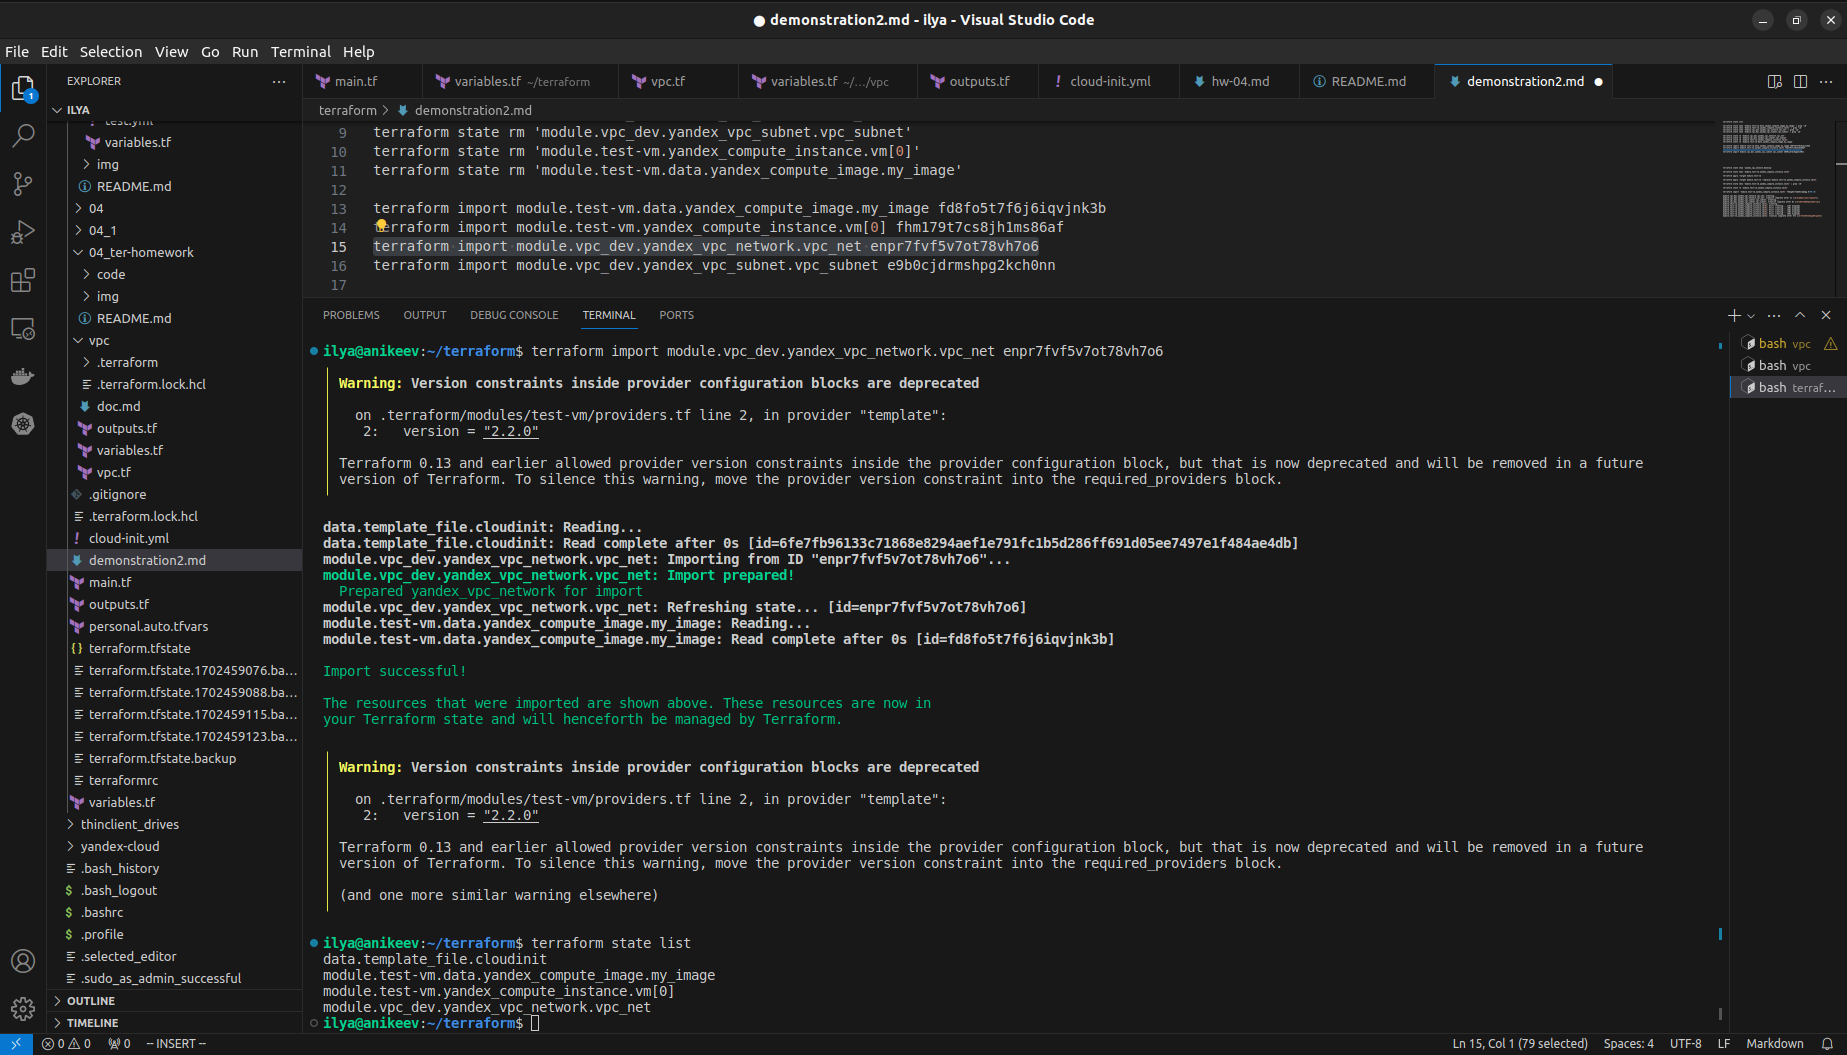 demonstration2.md - ilya - Visual Studio Code
File Edit Selection View Go Run Terminal Help
1
EXPLORER
main.tf
variables.tf ~/terraform
vpc.tf
variables.tf ~/.../vpc
outputs.tf
cloud-init.yml
hw-04.md
README.md
demonstration2.md
ILYA
test.yml
variables.tf
img
README.md
04
04_1
04_ter-homework
code
img
README.md
vpc
.terraform
.terraform.lock.hcl
doc.md
outputs.tf
variables.tf
vpc.tf
.gitignore
.terraform.lock.hcl
cloud-init.yml
demonstration2.md
main.tf
outputs.tf
personal.auto.tfvars
terraform.tfstate
terraform.tfstate.1702459076.ba...
terraform.tfstate.1702459088.ba...
terraform.tfstate.1702459115.ba...
terraform.tfstate.1702459123.ba...
terraform.tfstate.backup
terraformrc
variables.tf
thinclient_drives
yandex-cloud
.bash_history
.bash_logout
.bashrc
.profile
.selected_editor
.sudo_as_admin_successful
OUTLINE
TIMELINE
terraform > demonstration2.md
9 terraform state rm 'module.vpc_dev.yandex_vpc_subnet.vpc_subnet'
10 terraform state rm 'module.test-vm.yandex_compute_instance.vm[0]'
11 terraform state rm 'module.test-vm.data.yandex_compute_image.my_image'
12
13 terraform import module.test-vm.data.yandex_compute_image.my_image fd8fo5t7f6j6iqvjnk3b
14 terraform import module.test-vm.yandex_compute_instance.vm[0] fhm179t7cs8jh1ms86af
15 terraform import module.vpc_dev.yandex_vpc_network.vpc_net enpr7fvf5v7ot78vh7o6
16 terraform import module.vpc_dev.yandex_vpc_subnet.vpc_subnet e9b0cjdrmshpg2kch0nn
17
PROBLEMS OUTPUT DEBUG CONSOLE TERMINAL PORTS
bash vpc
bash vpc
bash terraf...
ilya@anikeev:~/terraform$ terraform import module.vpc_dev.yandex_vpc_network.vpc_net enpr7fvf5v7ot78vh7o6
Warning: Version constraints inside provider configuration blocks are deprecated
on .terraform/modules/test-vm/providers.tf line 2, in provider "template":
2: version = "2.2.0"
Terraform 0.13 and earlier allowed provider version constraints inside the provider configuration block, but that is now deprecated and will be removed in a future
version of Terraform. To silence this warning, move the provider version constraint into the required_providers block.
data.template_file.cloudinit: Reading...
data.template_file.cloudinit: Read complete after 0s [id=6fe7fb96133c71868e8294aef1e791fc1b5d286ff691d05ee7497e1f484ae4db]
module.vpc_dev.yandex_vpc_network.vpc_net: Importing from ID "enpr7fvf5v7ot78vh7o6"...
module.vpc_dev.yandex_vpc_network.vpc_net: Import prepared!
Prepared yandex_vpc_network for import
module.vpc_dev.yandex_vpc_network.vpc_net: Refreshing state... [id=enpr7fvf5v7ot78vh7o6]
module.test-vm.data.yandex_compute_image.my_image: Reading...
module.test-vm.data.yandex_compute_image.my_image: Read complete after 0s [id=fd8fo5t7f6j6iqvjnk3b]
Import successful!
The resources that were imported are shown above. These resources are now in
your Terraform state and will henceforth be managed by Terraform.
Warning: Version constraints inside provider configuration blocks are deprecated
on .terraform/modules/test-vm/providers.tf line 2, in provider "template":
2: version = "2.2.0"
Terraform 0.13 and earlier allowed provider version constraints inside the provider configuration block, but that is now deprecated and will be removed in a future
version of Terraform. To silence this warning, move the provider version constraint into the required_providers block.
(and one more similar warning elsewhere)
ilya@anikeev:~/terraform$ terraform state list
data.template_file.cloudinit
module.test-vm.data.yandex_compute_image.my_image
module.test-vm.yandex_compute_instance.vm[0]
module.vpc_dev.yandex_vpc_network.vpc_net
ilya@anikeev:~/terraform$
0 0 0 -- INSERT -- Ln 15, Col 1 (79 selected) Spaces: 4 UTF-8 LF Markdown